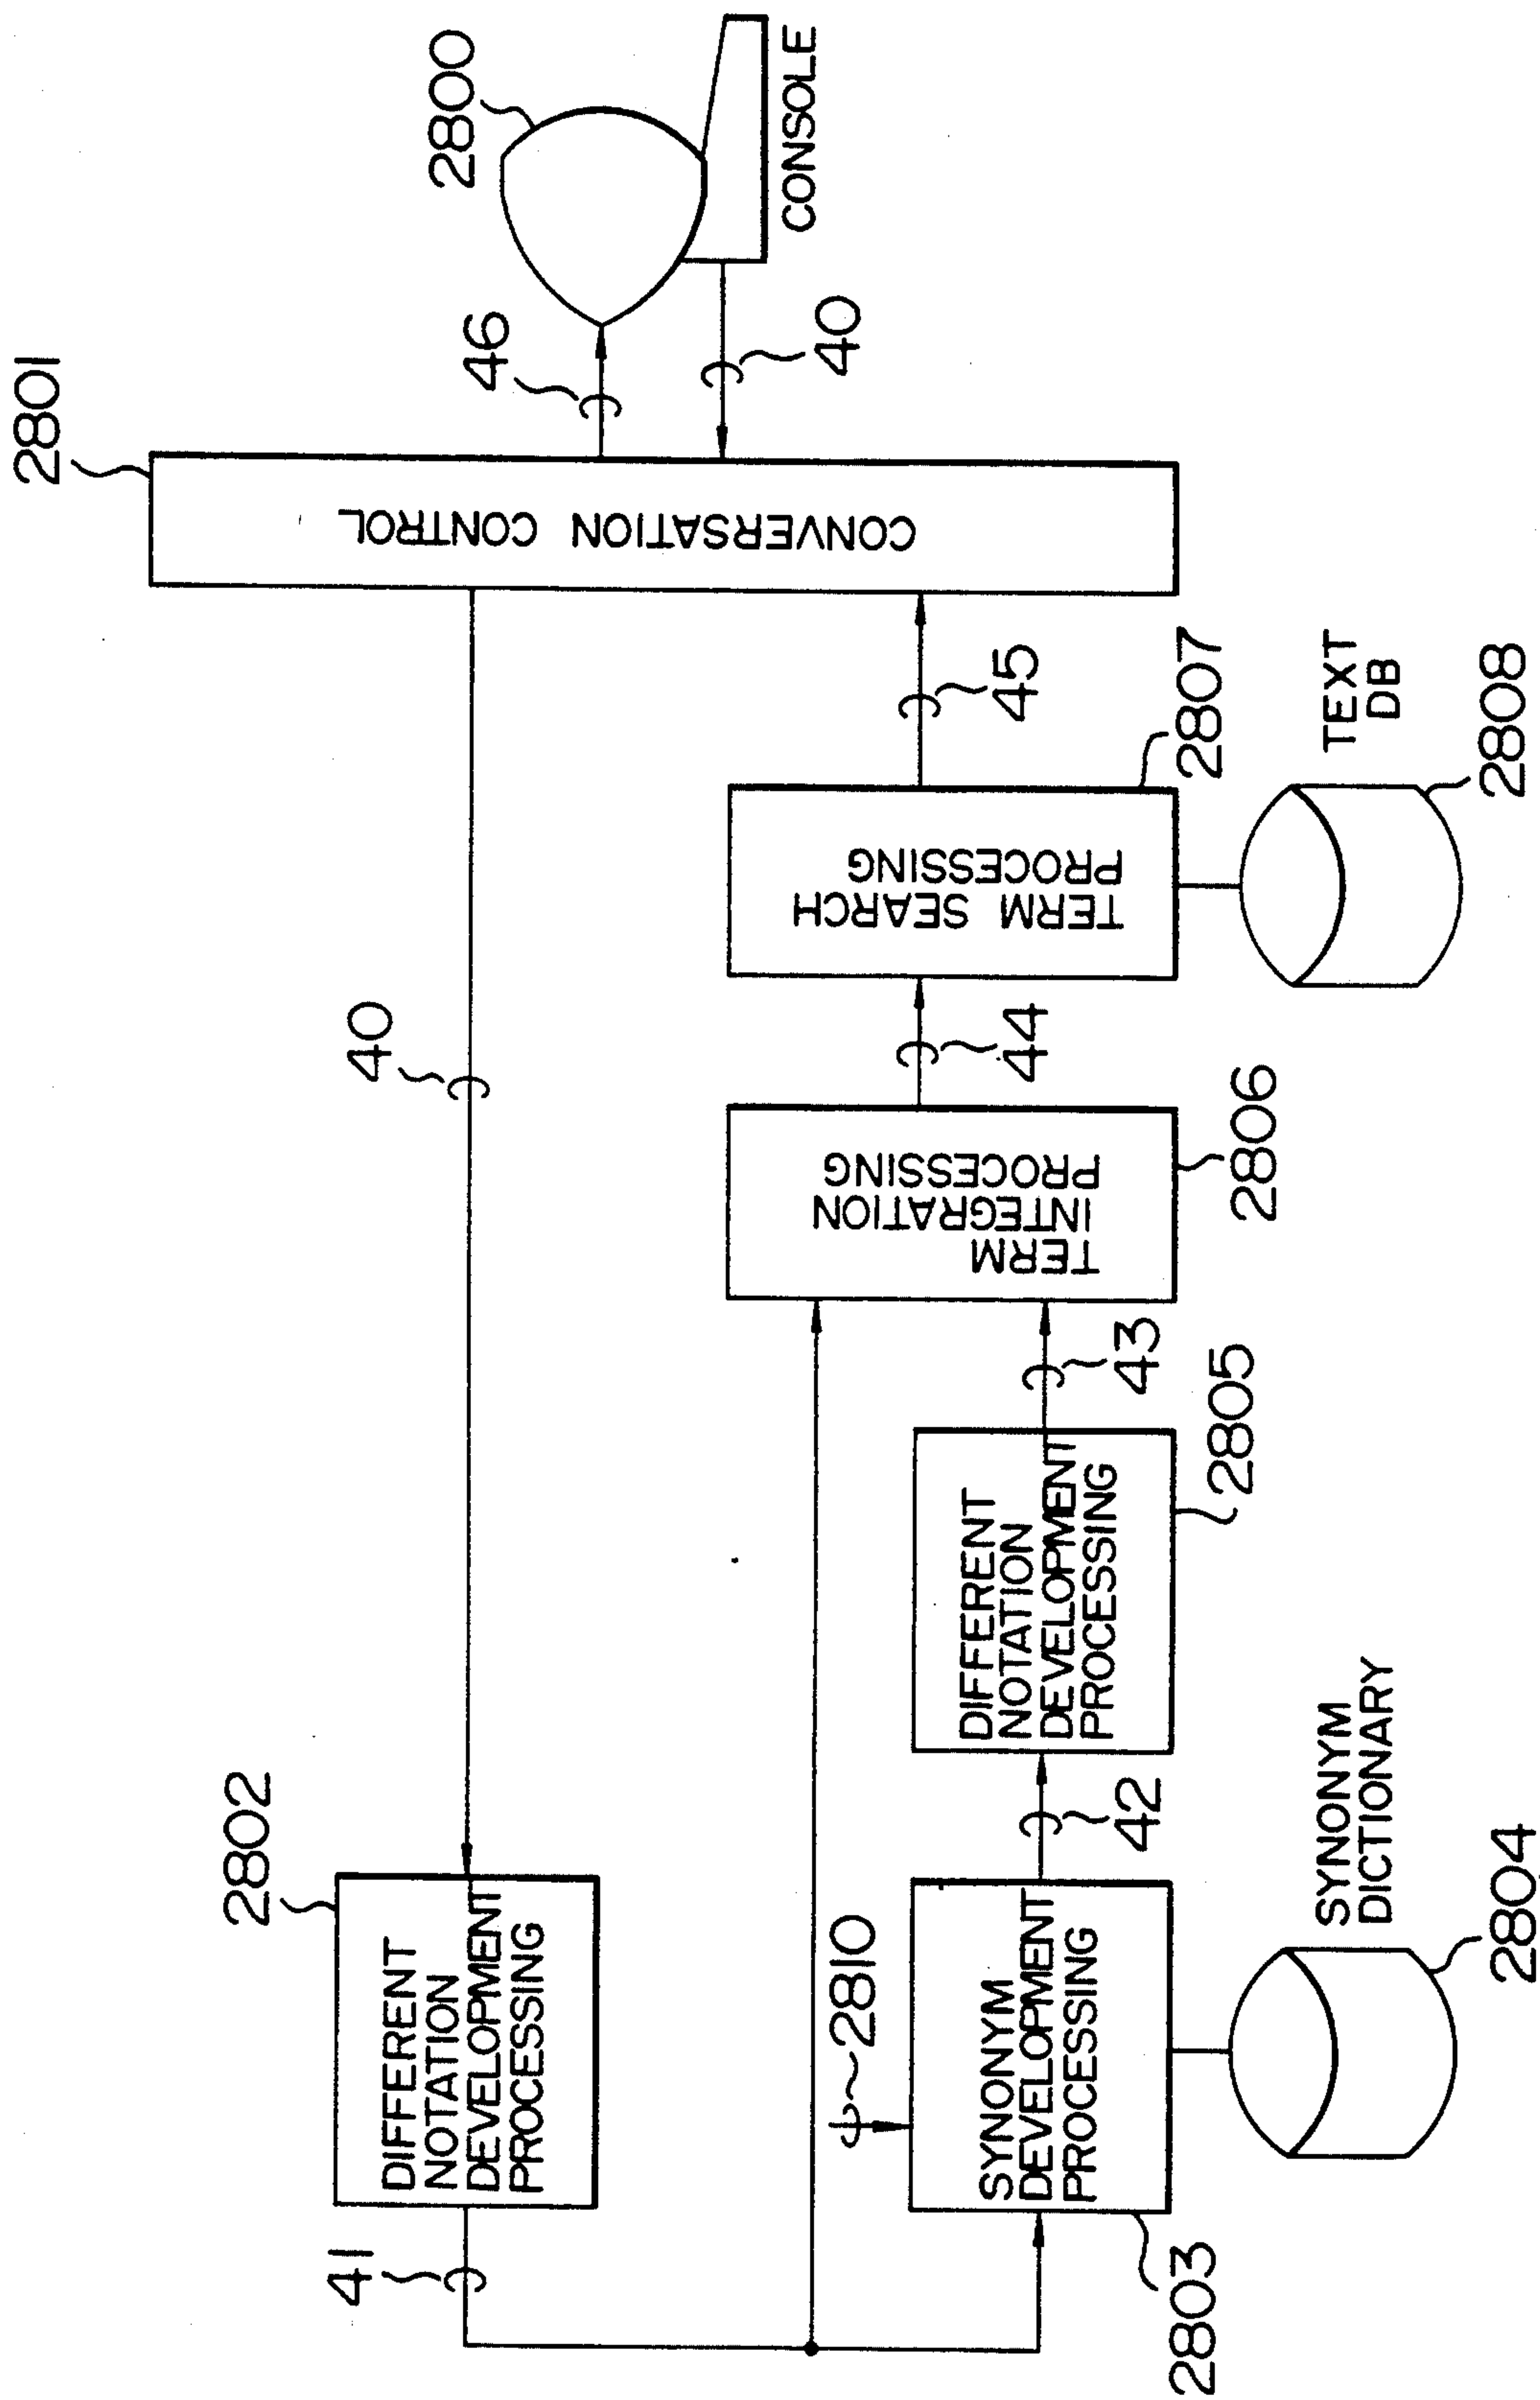 2801
2800
46
40
CONSOLE
CONVERSATION CONTROL
40
45
TERM SEARCH
PROCESSING
2807
TEXT
DB
2808
44
TERM
INTEGRATION
PROCESSING
2806
43
DIFFERENT
NOTATION
DEVELOPMENT
PROCESSING
2805
42
2802
DIFFERENT
NOTATION
DEVELOPMENT
PROCESSING
41
2810
SYNONYM
DEVELOPMENT
PROCESSING
2803
SYNONYM
DICTIONARY
2804